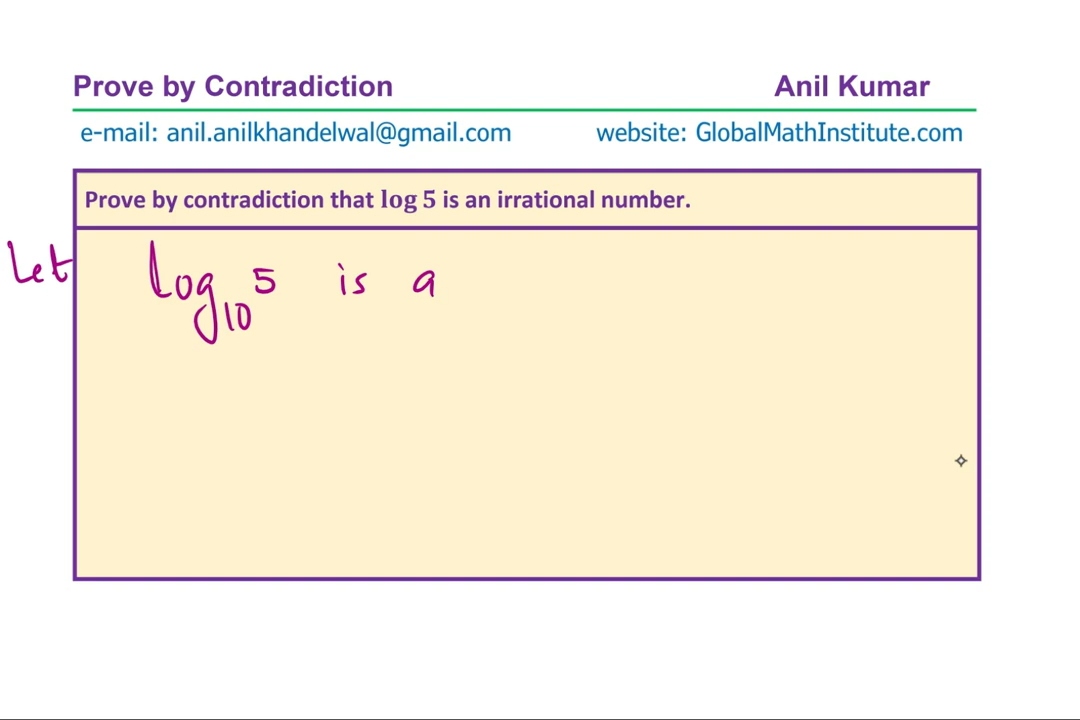 Prove by Contradiction Anil Kumar
e-mail: anil.anilkhandelwal@gmail.com website: GlobalMathInstitute.com
Prove by contradiction that log 5 is an irrational number.
Let log₁₀ 5 is a